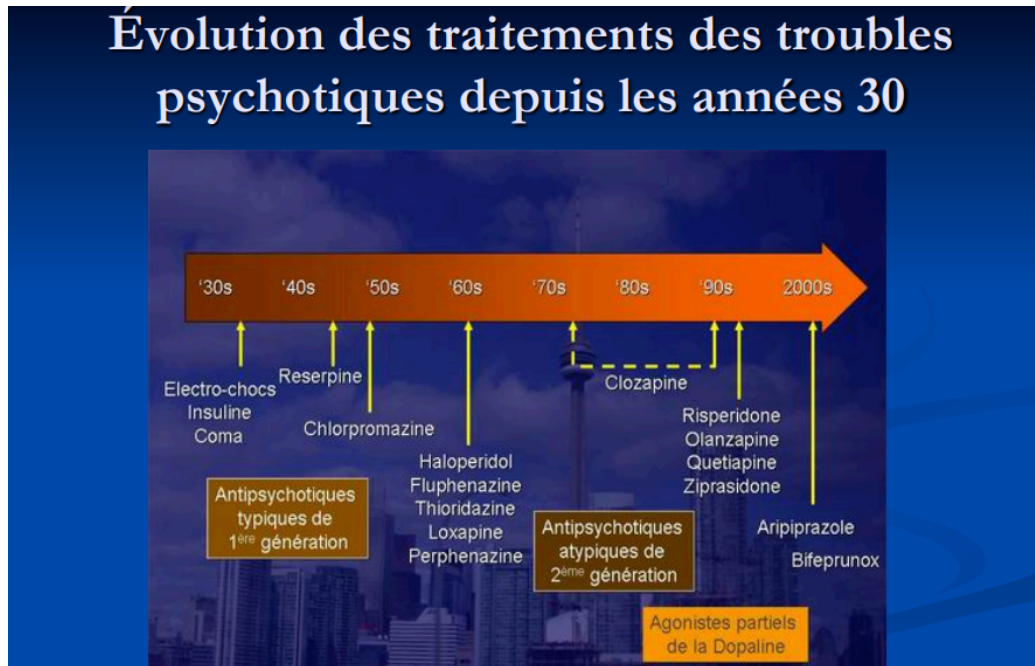 Évolution des traitements des troubles
psychotiques depuis les années 30
'30s '40s '50s '60s '70s '80s '90s 2000s
Electro-chocs
Insuline
Coma
Reserpine
Chlorpromazine
Haloperidol
Fluphenazine
Thioridazine
Loxapine
Perphenazine
Clozapine
Risperidone
Olanzapine
Quetiapine
Ziprasidone
Aripiprazole
Bifeprunox
Antipsychotiques
typiques de
1ère génération
Antipsychotiques
atypiques de
2ème génération
Agonistes partiels
de la Dopaline